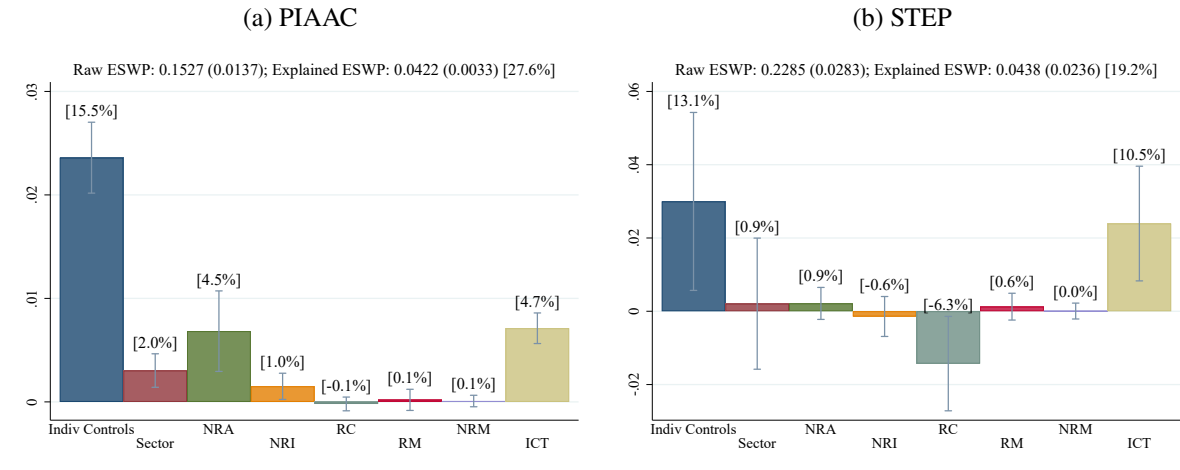 (a) PIAAC
Raw ESWP: 0.1527 (0.0137); Explained ESWP: 0.0422 (0.0033) [27.6%]
.03
.02
.01
0
[15.5%]
[2.0%]
[4.5%]
[1.0%]
[-0.1%]
[0.1%]
[0.1%]
[4.7%]
Indiv Controls
Sector
NRA
NRI
RC
RM
NRM
ICT
(b) STEP
Raw ESWP: 0.2285 (0.0283); Explained ESWP: 0.0438 (0.0236) [19.2%]
.06
.04
.02
0
-.02
[13.1%]
[0.9%]
[0.9%]
[-0.6%]
[-6.3%]
[0.6%]
[0.0%]
[10.5%]
Indiv Controls
Sector
NRA
NRI
RC
RM
NRM
ICT